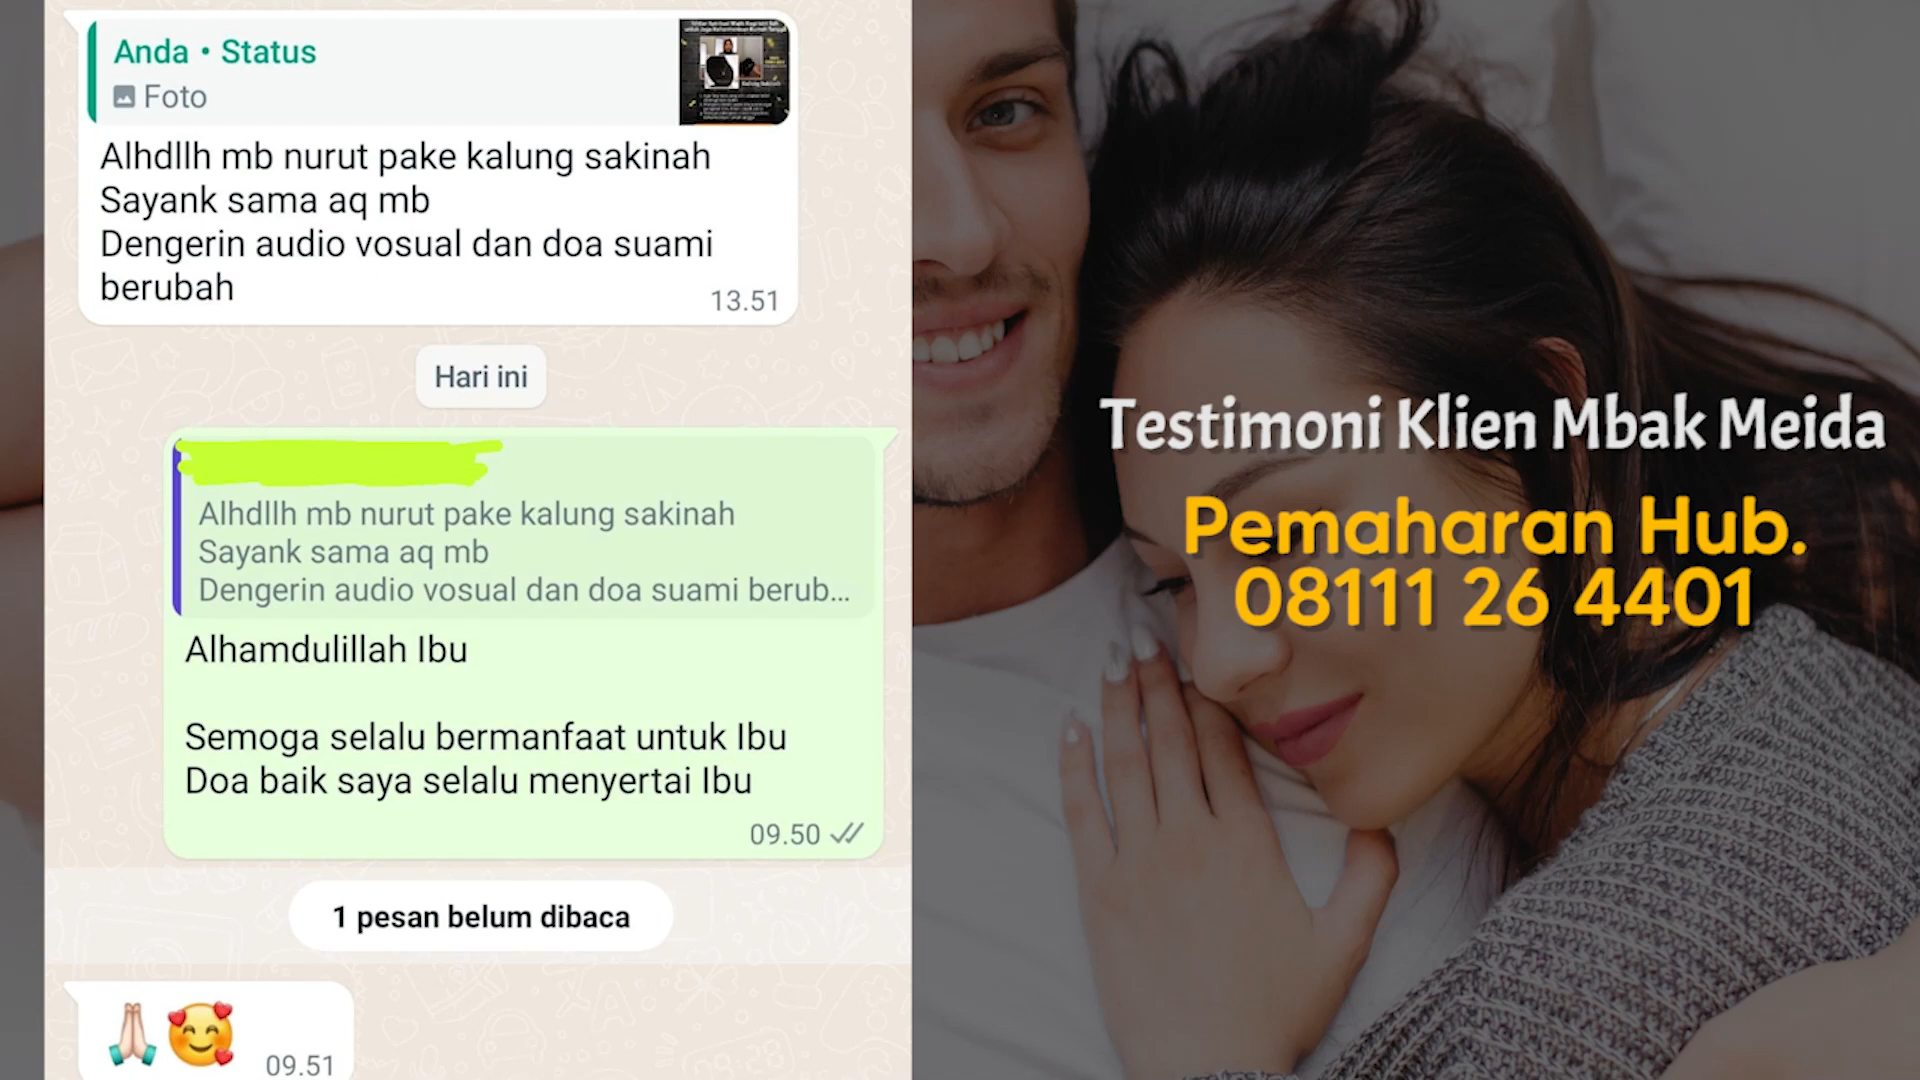 Anda • Status
Foto
Alhdllh mb nurut pake kalung sakinah
Sayank sama aq mb
Dengerin audio vosual dan doa suami
berubah
13.51
Hari ini
Alhdllh mb nurut pake kalung sakinah
Sayank sama aq mb
Dengerin audio vosual dan doa suami berub...
Alhamdulillah Ibu
Semoga selalu bermanfaat untuk Ibu
Doa baik saya selalu menyertai Ibu
09.50
1 pesan belum dibaca
09.51
Testimoni Klien Mbak Meida
Pemaharan Hub.
08111 26 4401